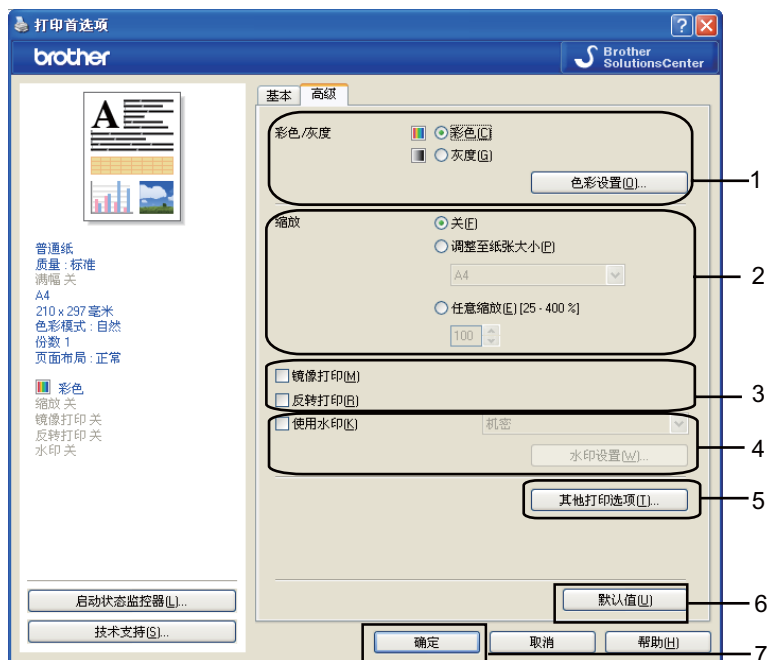 打印首选项
brother
Brother
SolutionsCenter
A
普通纸
质量 : 标准
满幅 关
A4
210 x 297 毫米
色彩模式 : 自然
份数 1
页面布局 : 正常
彩色
缩放 关
镜像打印 关
反转打印 关
水印 关
启动状态监控器(L)...
技术支持(S)...
基本 高级
彩色/灰度
彩色(C)
灰度(G)
色彩设置(O)...
1
缩放
关(F)
调整至纸张大小(P)
A4
任意缩放(E) [25 - 400 %]
100
2
镜像打印(M)
反转打印(R)
3
使用水印(K) 机密
水印设置(W)...
4
其他打印选项(T)...
5
默认值(U)
6
确定 取消 帮助(H)
7